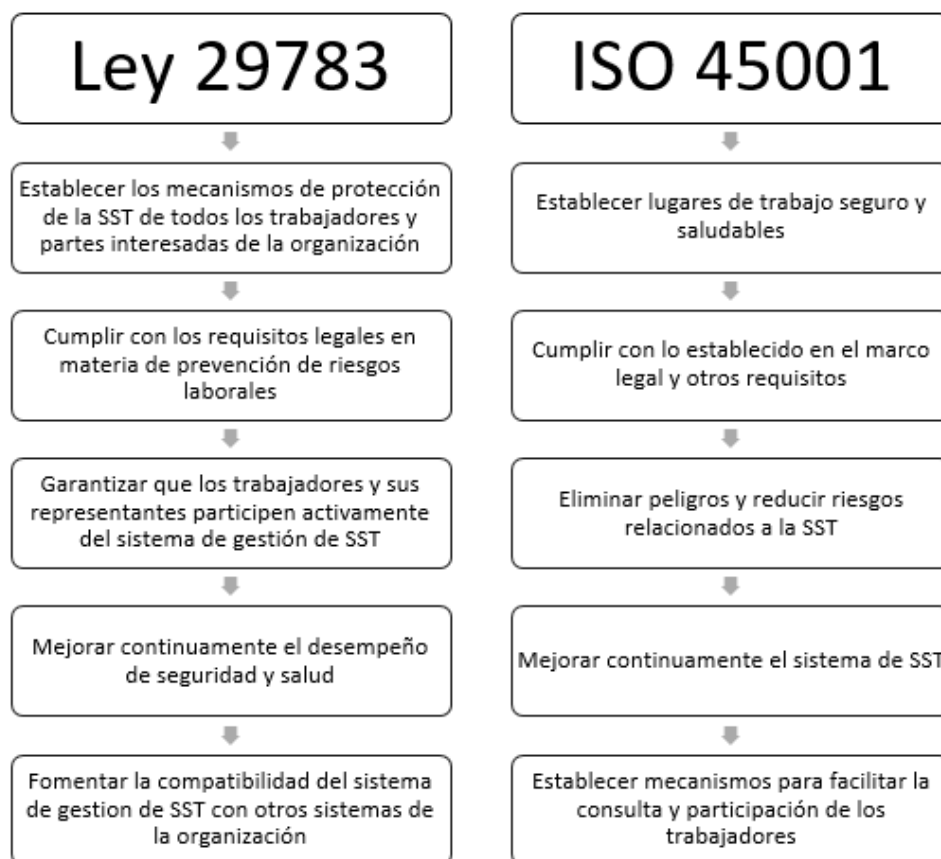 Ley 29783
Establecer los mecanismos de protección
de la SST de todos los trabajadores y
partes interesadas de la organización
Cumplir con los requisitos legales en
materia de prevención de riesgos
laborales
Garantizar que los trabajadores y sus
representantes participen activamente
del sistema de gestión de SST
Mejorar continuamente el desempeño
de seguridad y salud
Fomentar la compatibilidad del sistema
de gestion de SST con otros sistemas de
la organización
ISO 45001
Establecer lugares de trabajo seguro y
saludables
Cumplir con lo establecido en el marco
legal y otros requisitos
Eliminar peligros y reducir riesgos
relacionados a la SST
Mejorar continuamente el sistema de SST
Establecer mecanismos para facilitar la
consulta y participación de los
trabajadores